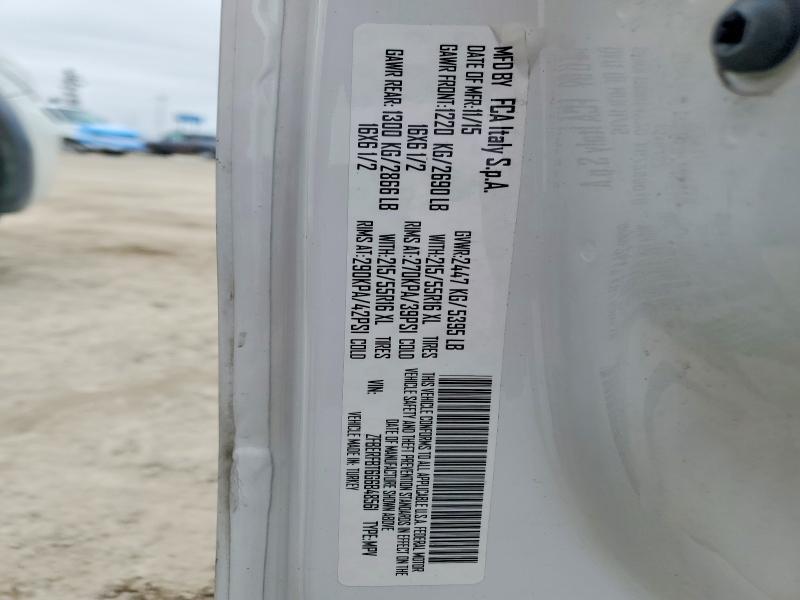 MFD BY FCA Italy S.p.A.
DATE OF MFR:11/15 GVWR:2447 KG/5395 LB
GAWR FRONT:1220 KG/2690 LB WITH:215/55R16 XL TIRES
16X6 1/2 RIMS AT:270KPA/39PSI COLD
GAWR REAR: 1300 KG/2866 LB WITH:215/55R16 XL TIRES
16X6 1/2 RIMS AT:290KPA/42PSI COLD
THIS VEHICLE CONFORMS TO ALL APPLICABLE U.S.A. FEDERAL MOTOR
VEHICLE SAFETY AND THEFT PREVENTION STANDARDS IN EFFECT ON THE
DATE OF MANUFACTURE SHOWN ABOVE
VIN: TYPE:MPV
VEHICLE MADE IN: TURKEY